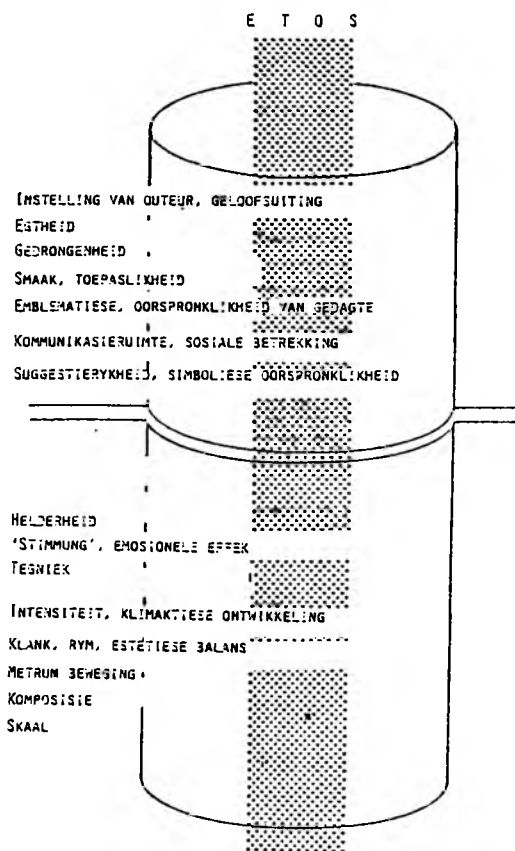 E T O S
INSTELLING VAN OUTEUR, GELOOFSUITING
EGTHEID
GEDRONGENHEID
SMAAK, TOEPASLIKHEID
EMBLEMATIESE, OORSPRONKLIKHEID VAN GEDAGTE
KOMMUNIKASIERUIMTE, SOSIALE BETREKKING
SUGGESTIERYKHEID, SIMBOLIESE OORSPRONKLIKHEID
HELDERHEID
'STIMMUNG', EMOSIONELE EFFEK
TEGNIEK
INTENSITEIT, KLIMAKTIESE ONTWIKKELING
KLANK, RYM, ESTETIESE BALANS
METRUM BEWEGING
KOMPOSISIE
SKAAL